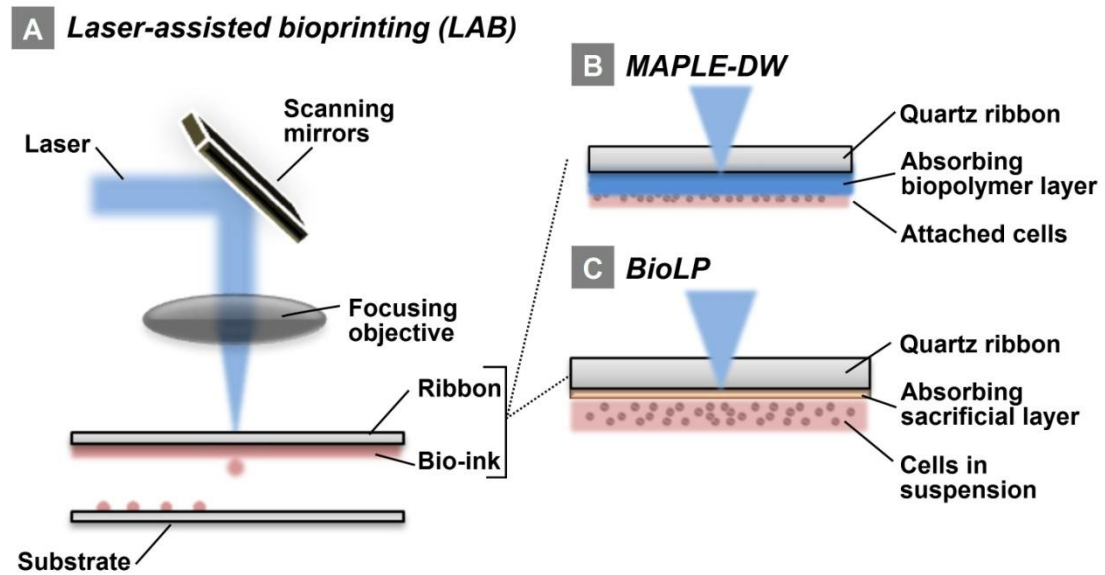 A Laser-assisted bioprinting (LAB)
Laser
Scanning
mirrors
Focusing
objective
Ribbon
Bio-ink
Substrate
B MAPLE-DW
Quartz ribbon
Absorbing
biopolymer layer
Attached cells
C BioLP
Quartz ribbon
Absorbing
sacrificial layer
Cells in
suspension